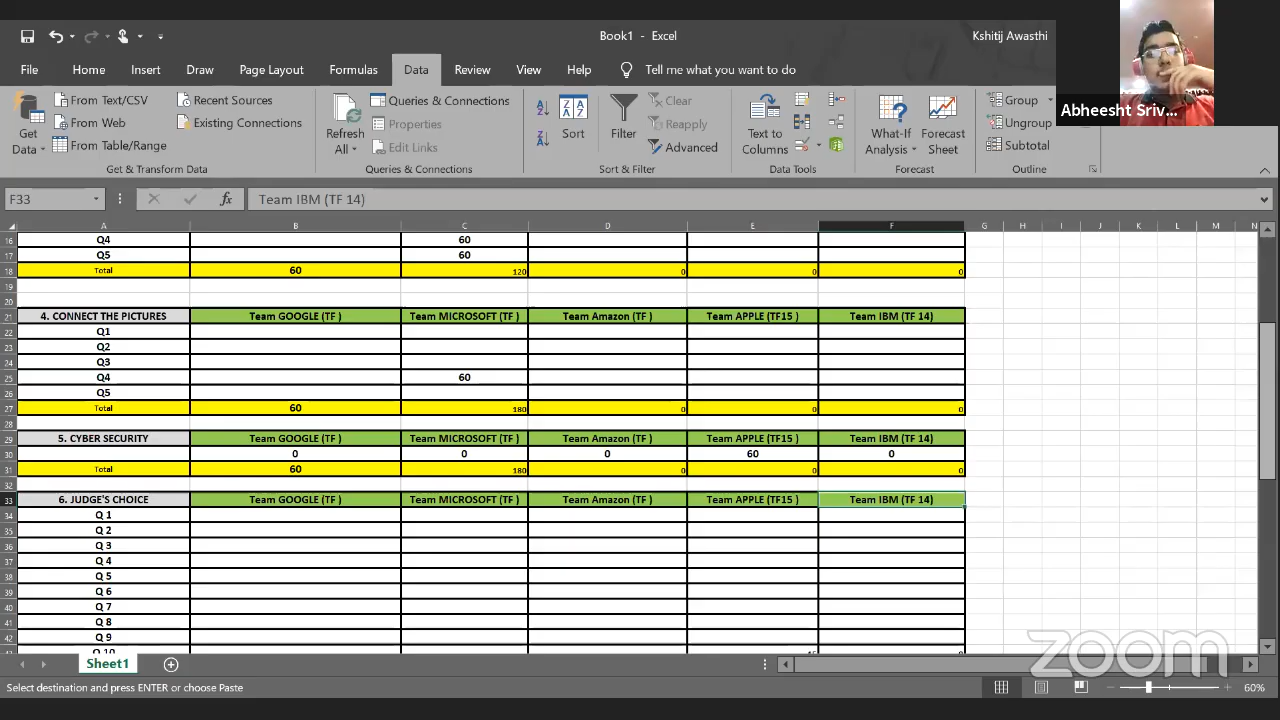 Book1 - Excel
Kshitij Awasthi
File Home Insert Draw Page Layout Formulas Data Review View Help Tell me what you want to do
Abheesht Sriv...
Get Data
From Text/CSV
From Web
From Table/Range
Recent Sources
Existing Connections
Get & Transform Data
Refresh All
Queries & Connections
Properties
Edit Links
Queries & Connections
Sort
Filter
Clear
Reapply
Advanced
Sort & Filter
Text to Columns
Data Tools
What-If Analysis
Forecast Sheet
Forecast
Group
Ungroup
Subtotal
Outline
F33 fx Team IBM (TF 14)
A B C D E F G H I J K L M N
16 Q4 60
17 Q5 60
18 Total 60 120 0 0 0
19
20
21 4. CONNECT THE PICTURES Team GOOGLE (TF ) Team MICROSOFT (TF ) Team Amazon (TF ) Team APPLE (TF15 ) Team IBM (TF 14)
22 Q1
23 Q2
24 Q3
25 Q4 60
26 Q5
27 Total 60 180 0 0 0
28
29 5. CYBER SECURITY Team GOOGLE (TF ) Team MICROSOFT (TF ) Team Amazon (TF ) Team APPLE (TF15 ) Team IBM (TF 14)
30 0 0 0 60 0
31 Total 60 180 0 0 0
32
33 6. JUDGE'S CHOICE Team GOOGLE (TF ) Team MICROSOFT (TF ) Team Amazon (TF ) Team APPLE (TF15 ) Team IBM (TF 14)
34 Q 1
35 Q 2
36 Q 3
37 Q 4
38 Q 5
39 Q 6
40 Q 7
41 Q 8
42 Q 9
Sheet1
zoom
Select destination and press ENTER or choose Paste
60%